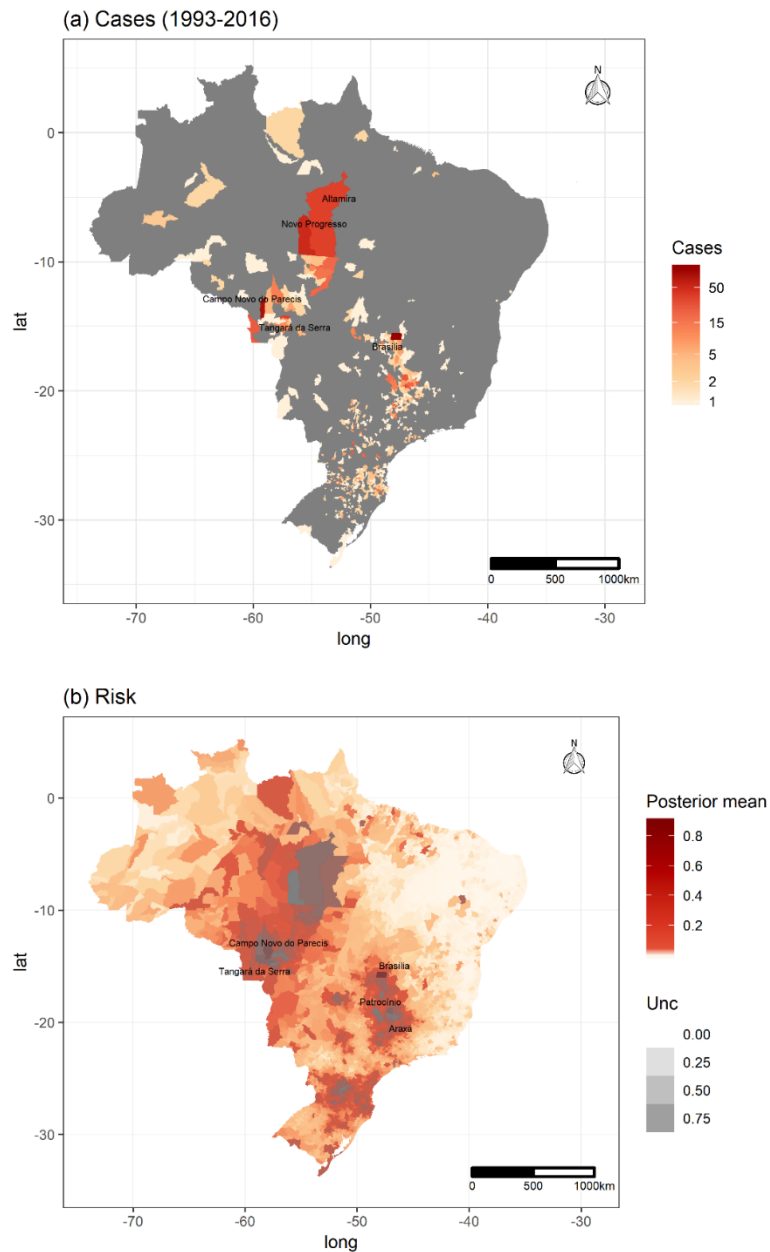 (a) Cases (1993-2016)
N
0
-10
-20
-30
lat
Altamira
Novo Progresso
Campo Novo do Parecis
Tangará da Serra
Brasília
0 500 1000km
-70 -60 -50 -40 -30
long
Cases
50
15
5
2
1
(b) Risk
N
0
-10
-20
-30
lat
Campo Novo do Parecis
Tangará da Serra
Brasília
Patrocínio
Araxá
0 500 1000km
-70 -60 -50 -40 -30
long
Posterior mean
0.8
0.6
0.4
0.2
Unc
0.00
0.25
0.50
0.75